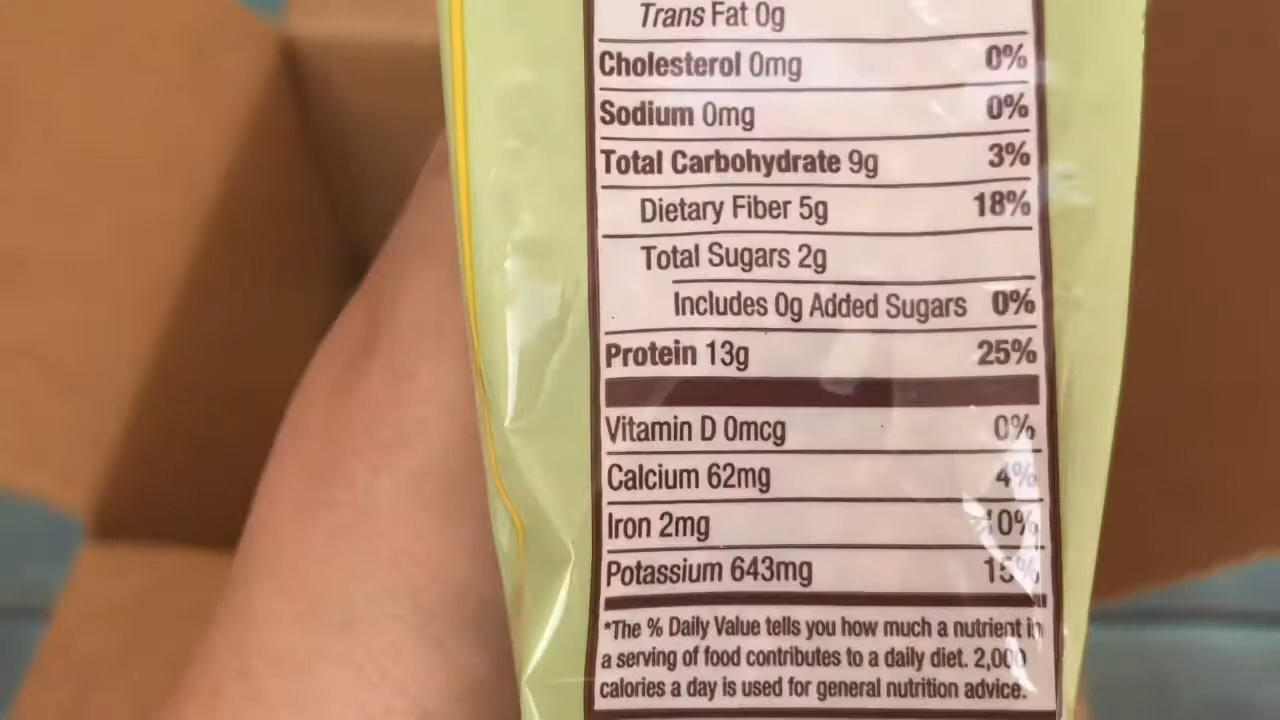 Trans Fat 0g
Cholesterol 0mg 0%
Sodium 0mg 0%
Total Carbohydrate 9g 3%
Dietary Fiber 5g 18%
Total Sugars 2g
Includes 0g Added Sugars 0%
Protein 13g 25%
Vitamin D 0mcg 0%
Calcium 62mg 4%
Iron 2mg 10%
Potassium 643mg 15%
*The % Daily Value tells you how much a nutrient in
a serving of food contributes to a daily diet. 2,000
calories a day is used for general nutrition advice.